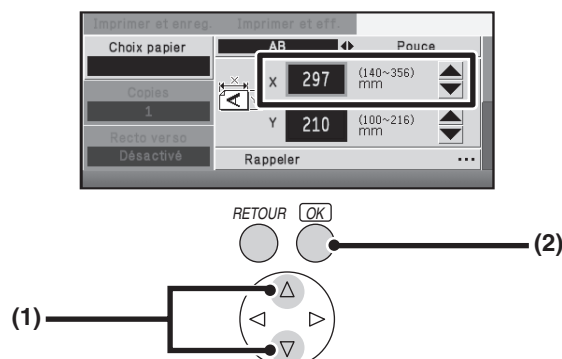 Imprimer et enreg. Imprimer et eff.
Choix papier AB Pouce
X 297 (140~356) mm
Copies
1
Y 210 (100~216) mm
Recto verso
Désactivé Rappeler ...
RETOUR OK
(2)
(1)